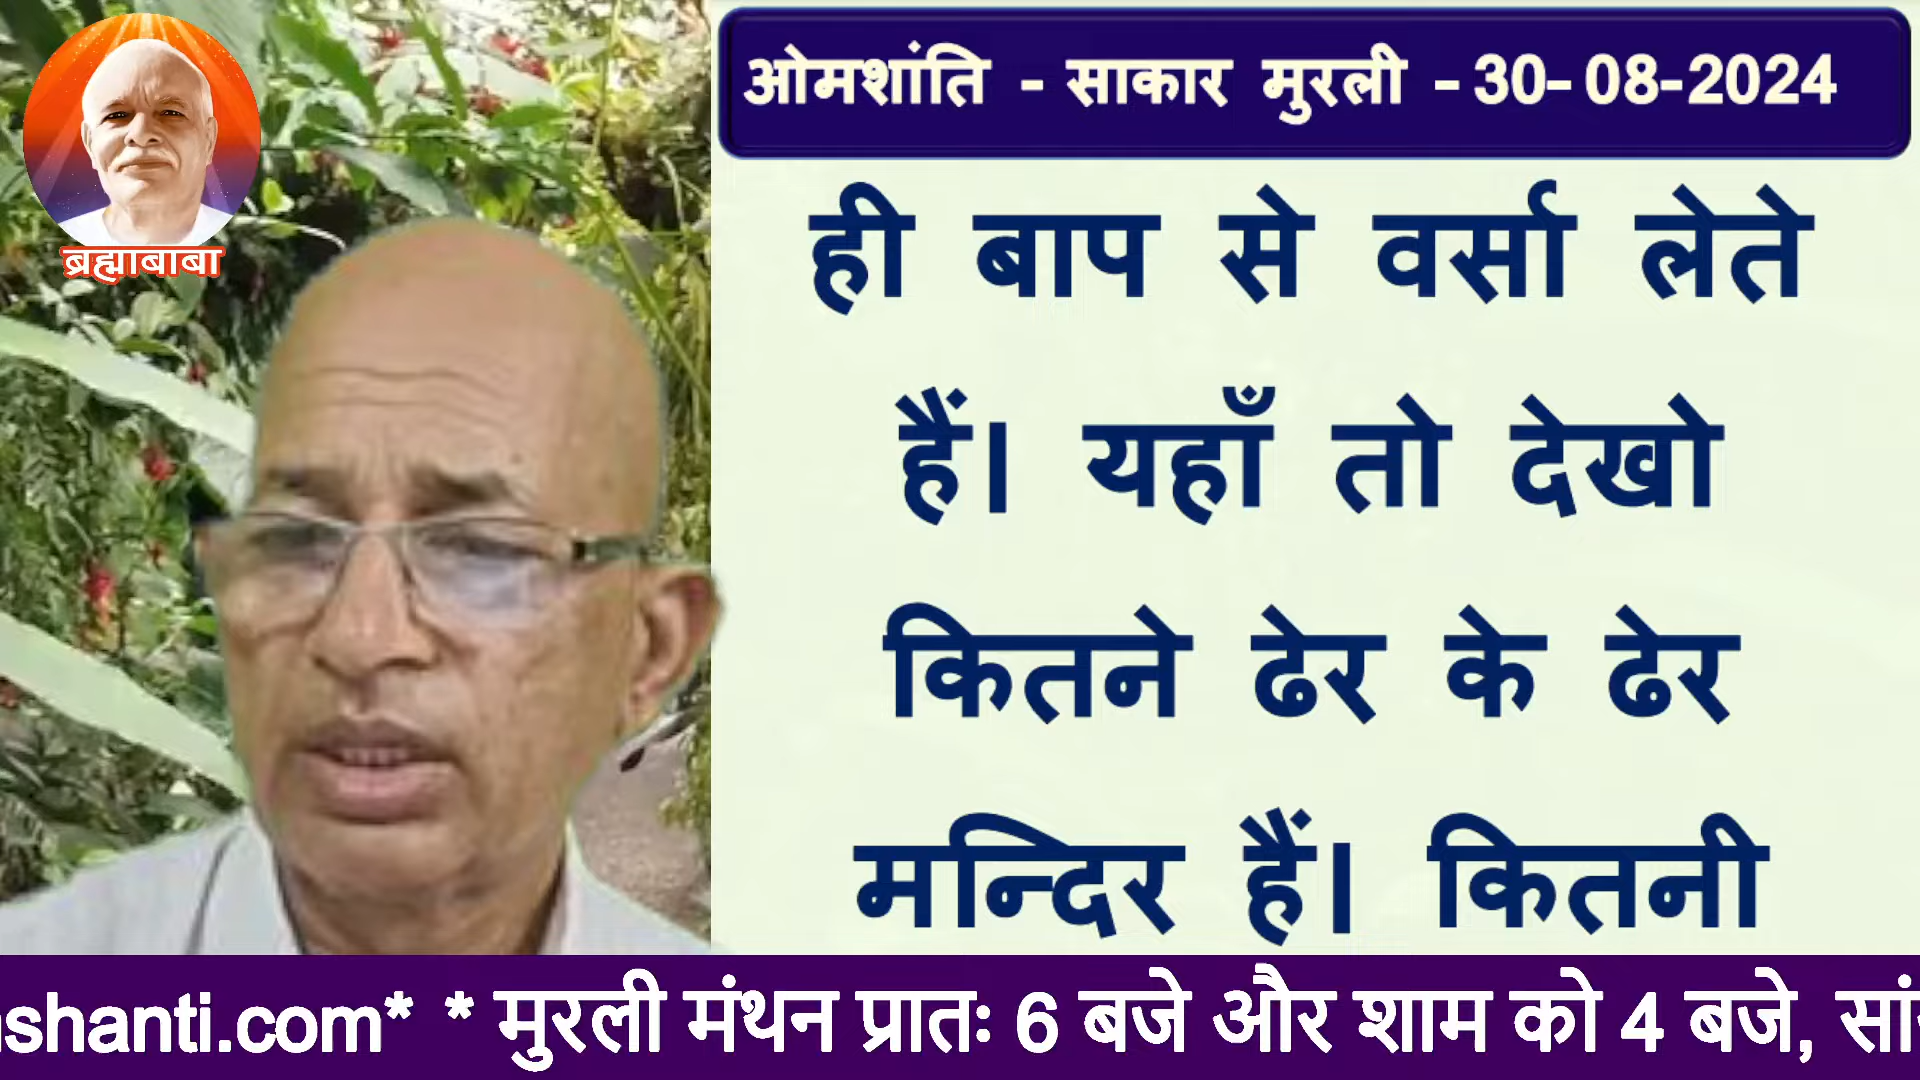 ब्रह्माबाबा
ओमशांति - साकार मुरली - 30-08-2024
ही बाप से वर्सा लेते
हैं। यहाँ तो देखो
कितने ढेर के ढेर
मन्दिर हैं। कितनी
shanti.com* * मुरली मंथन प्रातः 6 बजे और शाम को 4 बजे,